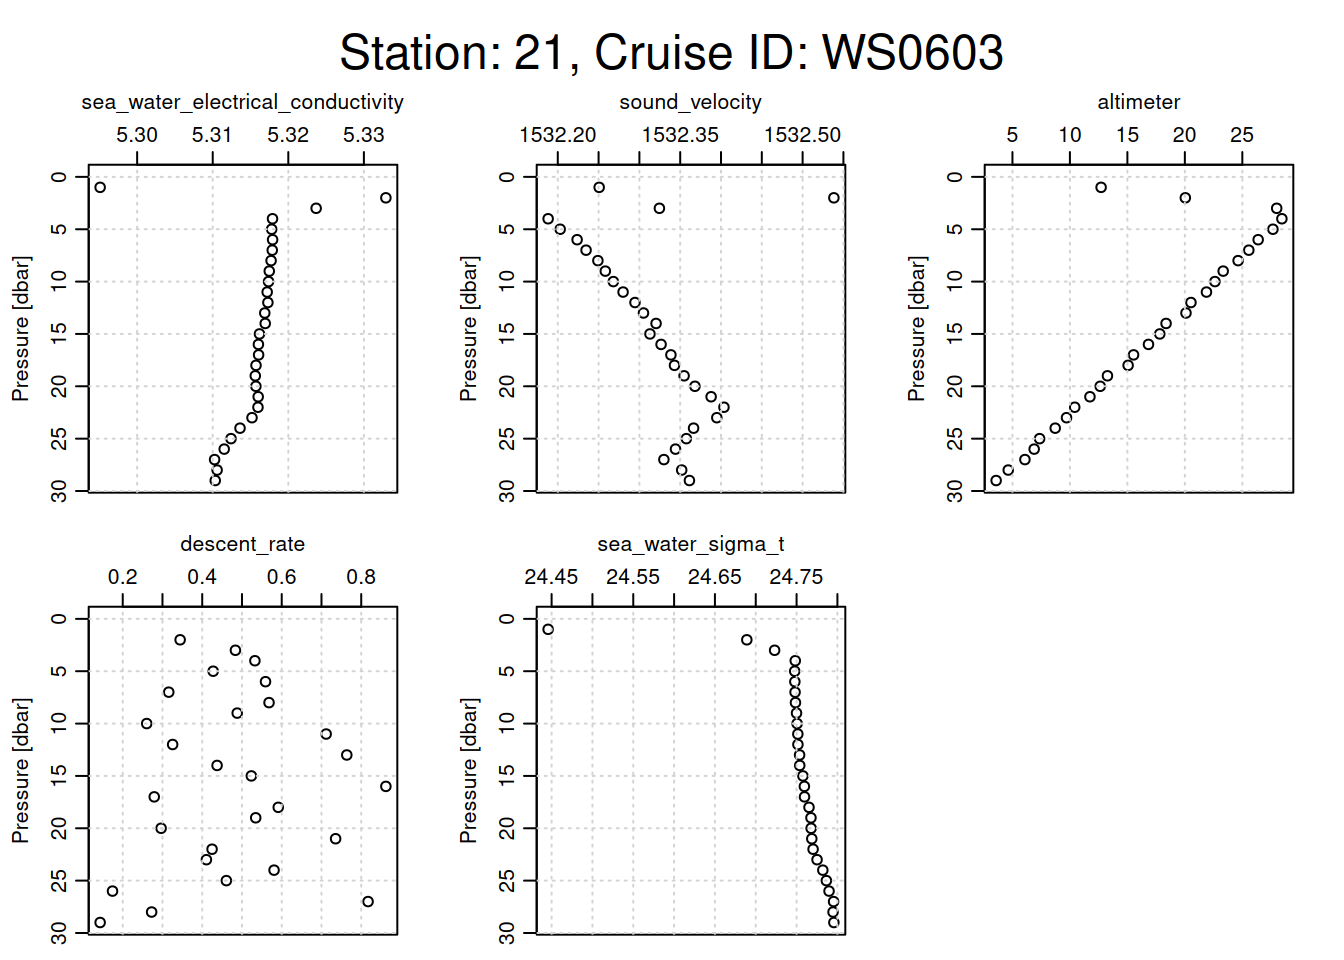 Station: 21, Cruise ID: WS0603
sea_water_electrical_conductivity
5.30 5.31 5.32 5.33
Pressure [dbar]
0 5 10 15 20 25 30
sound_velocity
1532.20 1532.35 1532.50
Pressure [dbar]
0 5 10 15 20 25 30
altimeter
5 10 15 20 25
Pressure [dbar]
0 5 10 15 20 25 30
descent_rate
0.2 0.4 0.6 0.8
Pressure [dbar]
0 5 10 15 20 25 30
sea_water_sigma_t
24.45 24.55 24.65 24.75
Pressure [dbar]
0 5 10 15 20 25 30